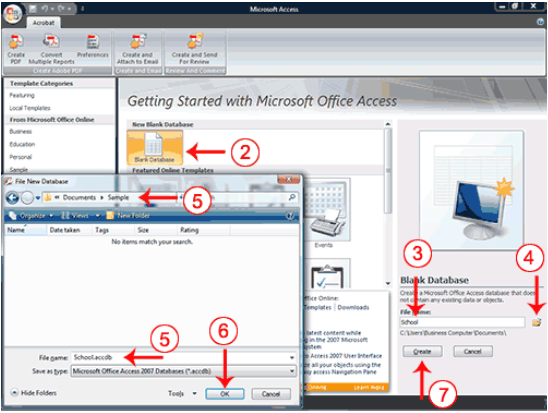 Microsoft Access
Acrobat
Create PDF
Convert Multiple Reports
Preferences
Create and Attach to Email
Create and Send For Review
Create Adobe PDF
Create and Email
Review And Comment
Template Categories
Featuring
Local Templates
From Microsoft Office Online
Business
Education
Personal
Sample
Getting Started with Microsoft Office Access
New Blank Database
Blank Database
2
Featured Online Templates
Events
File New Database
Documents
Sample
5
Organize
Views
New Folder
Name
Date taken
Tags
Size
Rating
No items match your search.
File name:
School.accdb
5
6
Save as type:
Microsoft Office Access 2007 Databases (*.accdb)
Hide Folders
Tools
OK
Cancel
ffice Online:
Templates
Downloads
latest content while
ng in the 2007 Microsoft
system
Access 2007 User Interface
ze all your objects using the
y access Navigation Pane
3
4
Blank Database
Create a Microsoft Office Access database that does
not contain any existing data or objects.
File Name:
School
C:\Users\Business Computer\Documents\
Create
Cancel
7